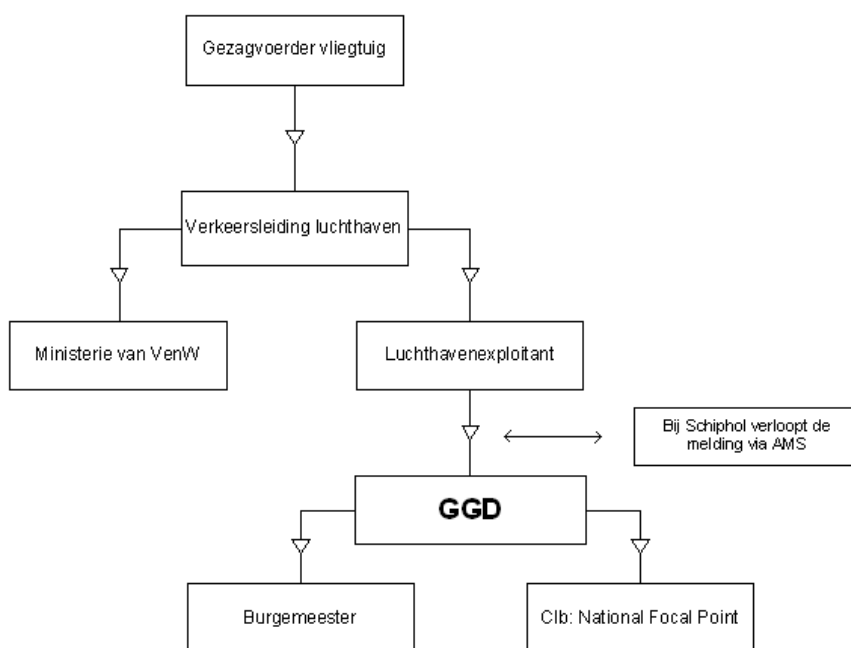 Gezagvoerder vliegtuig
Verkeersleiding luchthaven
Ministerie van VenW
Luchthavenexploitant
Bij Schiphol verloopt de
melding via AMS
GGD
Burgemeester
CIb: National Focal Point